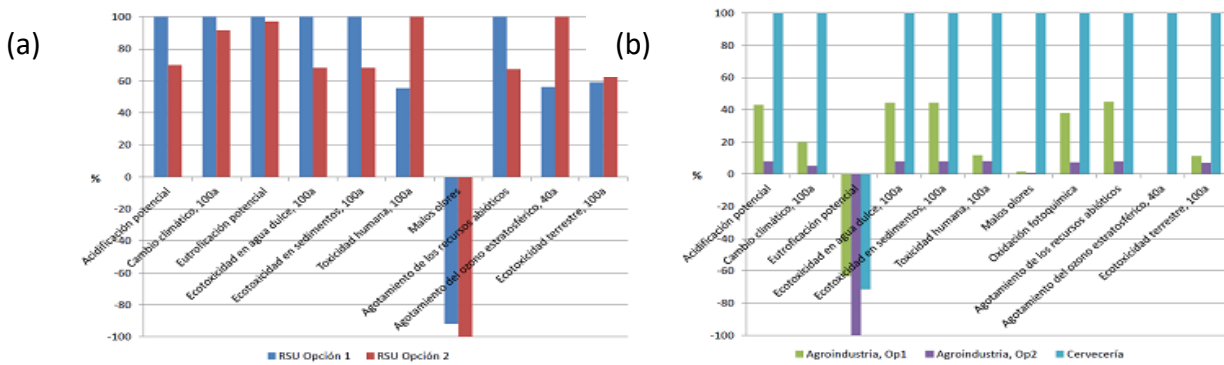 (a)
100
80
60
40
20
0
%
-20
-40
-60
-80
-100
Acidificación potencial
Cambio climático, 100a
Eutroficación potencial
Ecotoxicidad en agua dulce, 100a
Ecotoxicidad en sedimentos, 100a
Toxicidad humana, 100a
Malos olores
Agotamiento de los recursos abióticos
Agotamiento del ozono estratosférico, 40a
Ecotoxicidad terrestre, 100a
RSU Opción 1 RSU Opción 2
(b)
100
80
60
40
20
0
%
-20
-40
-60
-80
-100
Acidificación potencial
Cambio climático, 100a
Eutroficación potencial
Ecotoxicidad en agua dulce, 100a
Ecotoxicidad en sedimentos, 100a
Toxicidad humana, 100a
Malos olores
Oxidación fotoquímica
Agotamiento de los recursos abióticos
Agotamiento del ozono estratosférico, 40a
Ecotoxicidad terrestre, 100a
Agroindustria, Op1 Agroindustria, Op2 Cervecería